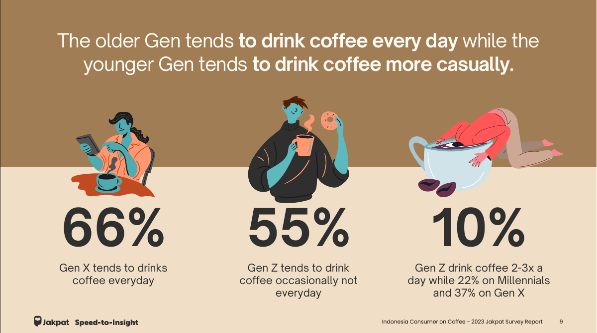 The older Gen tends to drink coffee every day while the
younger Gen tends to drink coffee more casually.
66%
Gen X tends to drinks
coffee everyday
55%
Gen Z tends to drink
coffee occasionally not
everyday
10%
Gen Z drink coffee 2-3x a
day while 22% on Millennials
and 37% on Gen X
Jakpat Speed-to-Insight
Indonesia Consumer on Coffee – 2023 Jakpat Survey Report 9